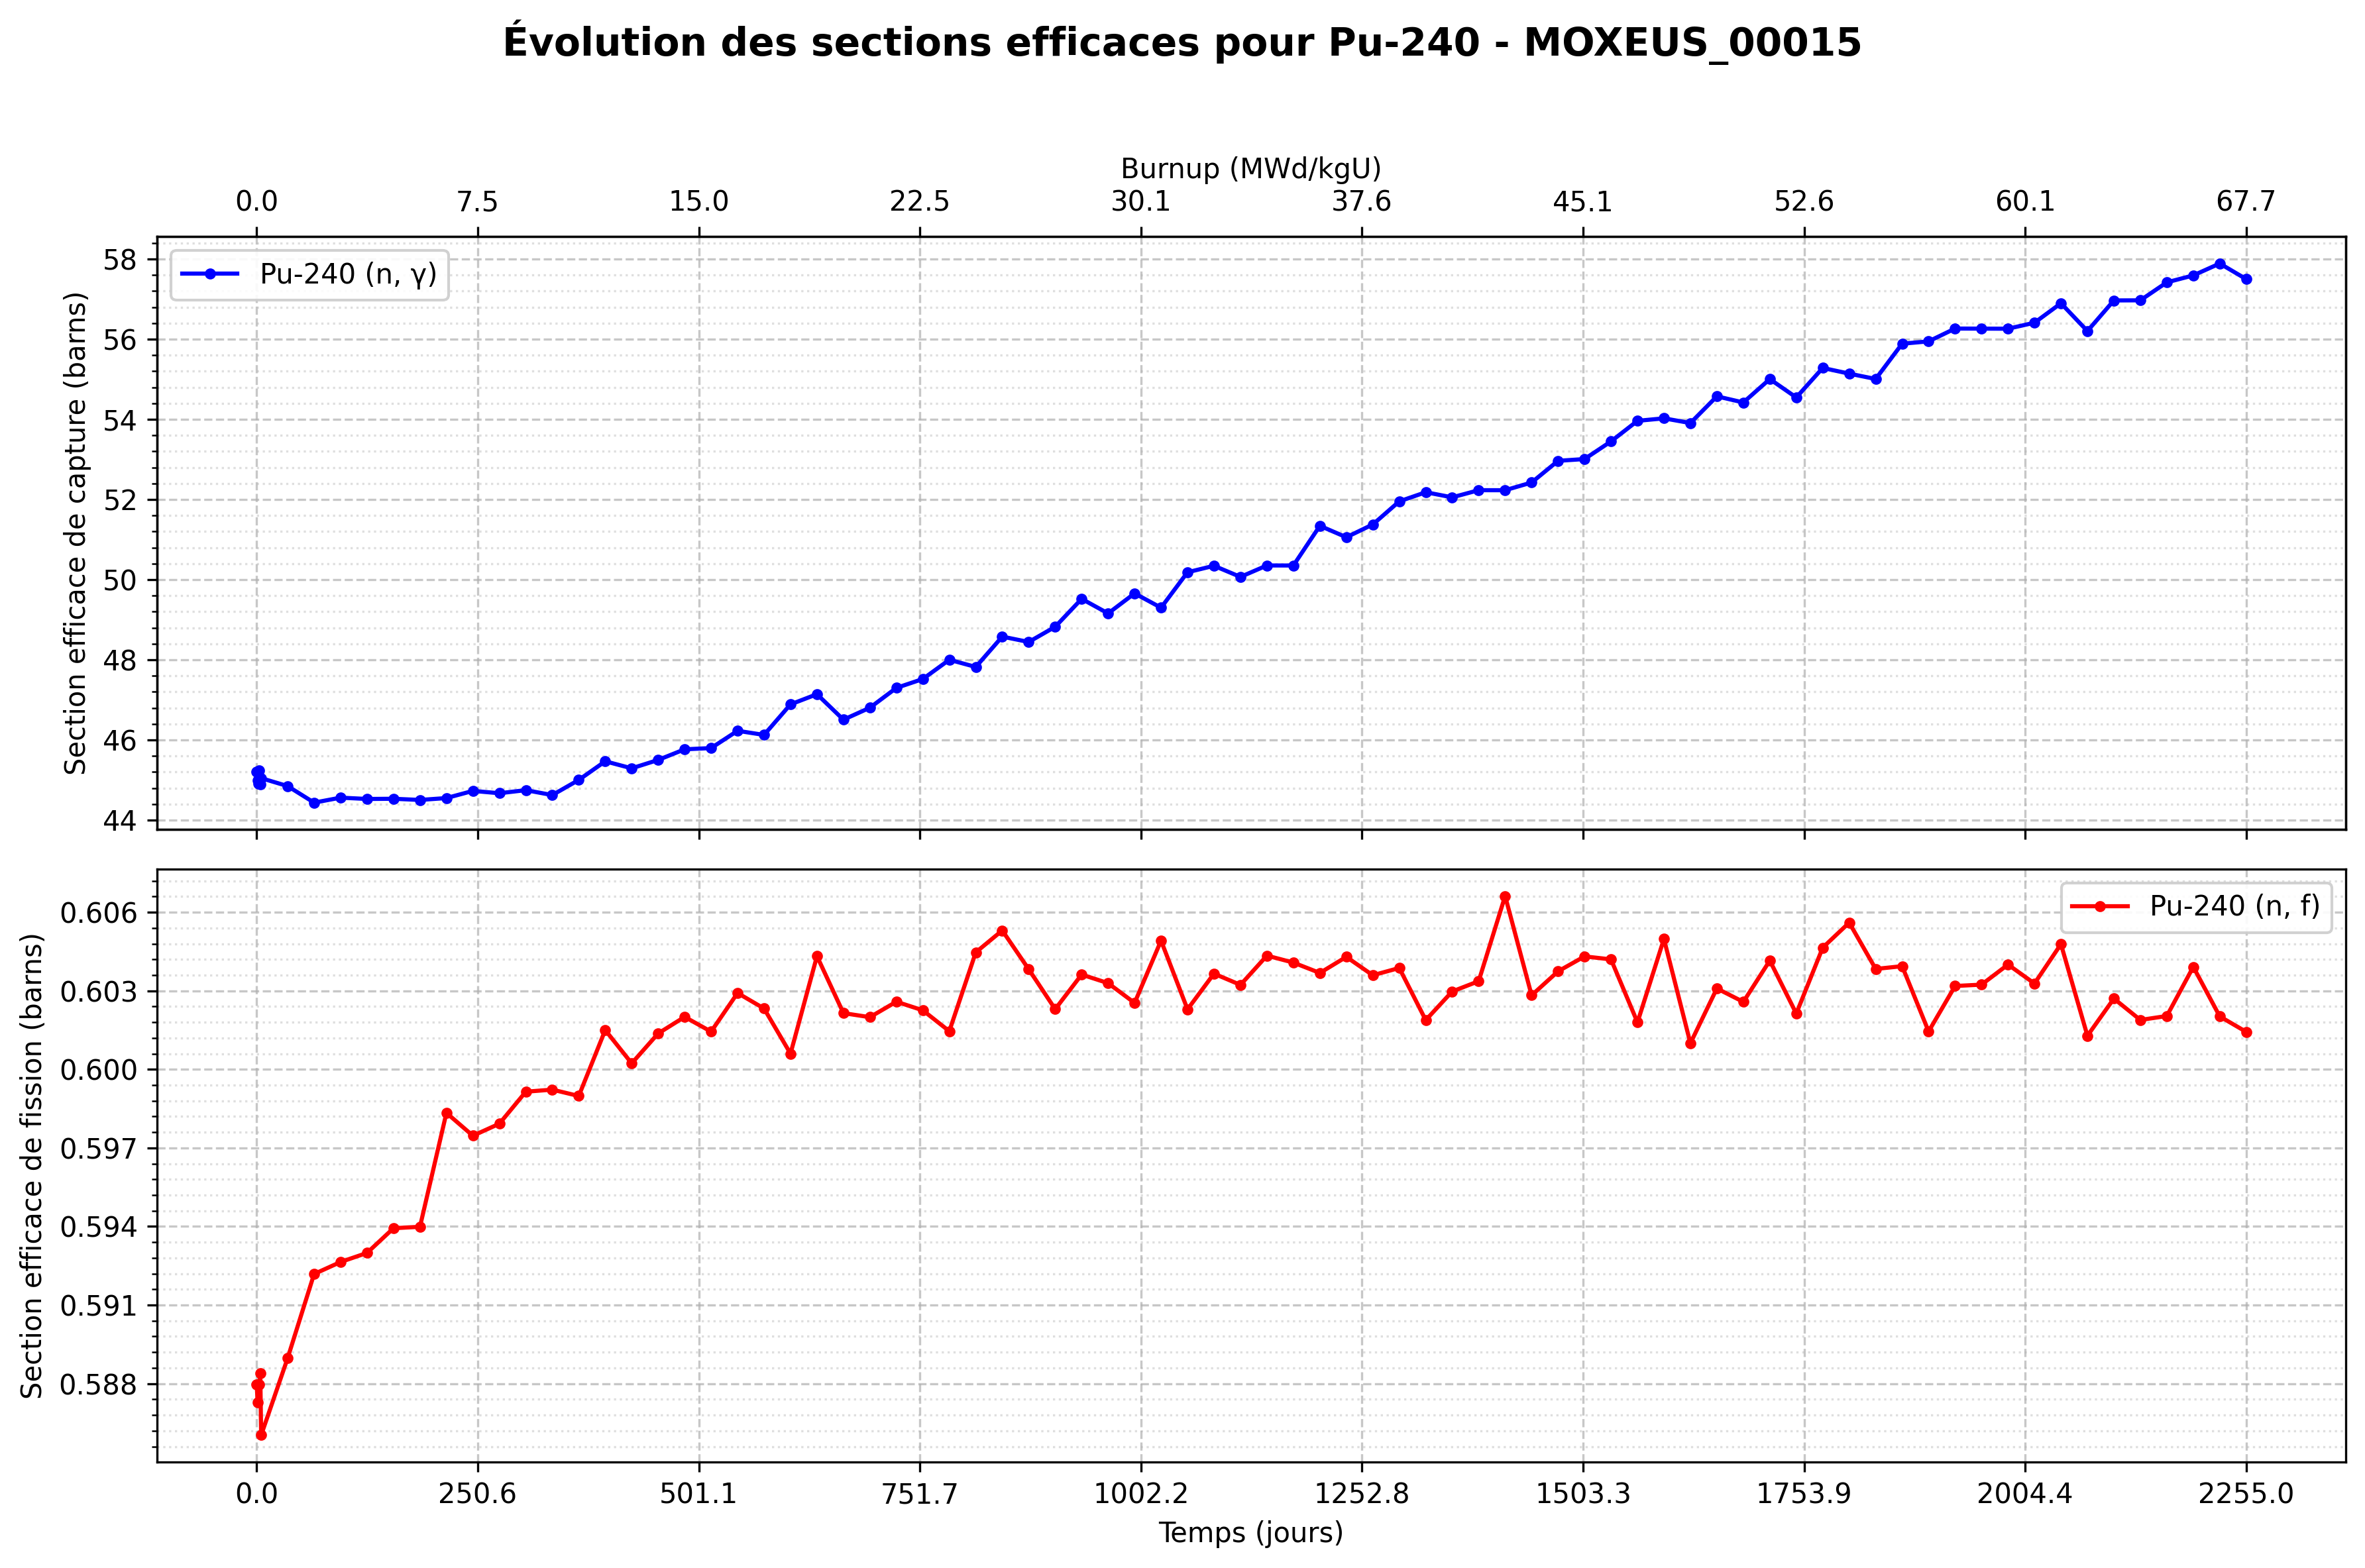 Évolution des sections efficaces pour Pu-240 - MOXEUS_00015
Burnup (MWd/kgU)
0.0 7.5 15.0 22.5 30.1 37.6 45.1 52.6 60.1 67.7
Pu-240 (n, γ)
Section efficace de capture (barns)
58
56
54
52
50
48
46
44
Pu-240 (n, f)
Section efficace de fission (barns)
0.606
0.603
0.600
0.597
0.594
0.591
0.588
0.0 250.6 501.1 751.7 1002.2 1252.8 1503.3 1753.9 2004.4 2255.0
Temps (jours)